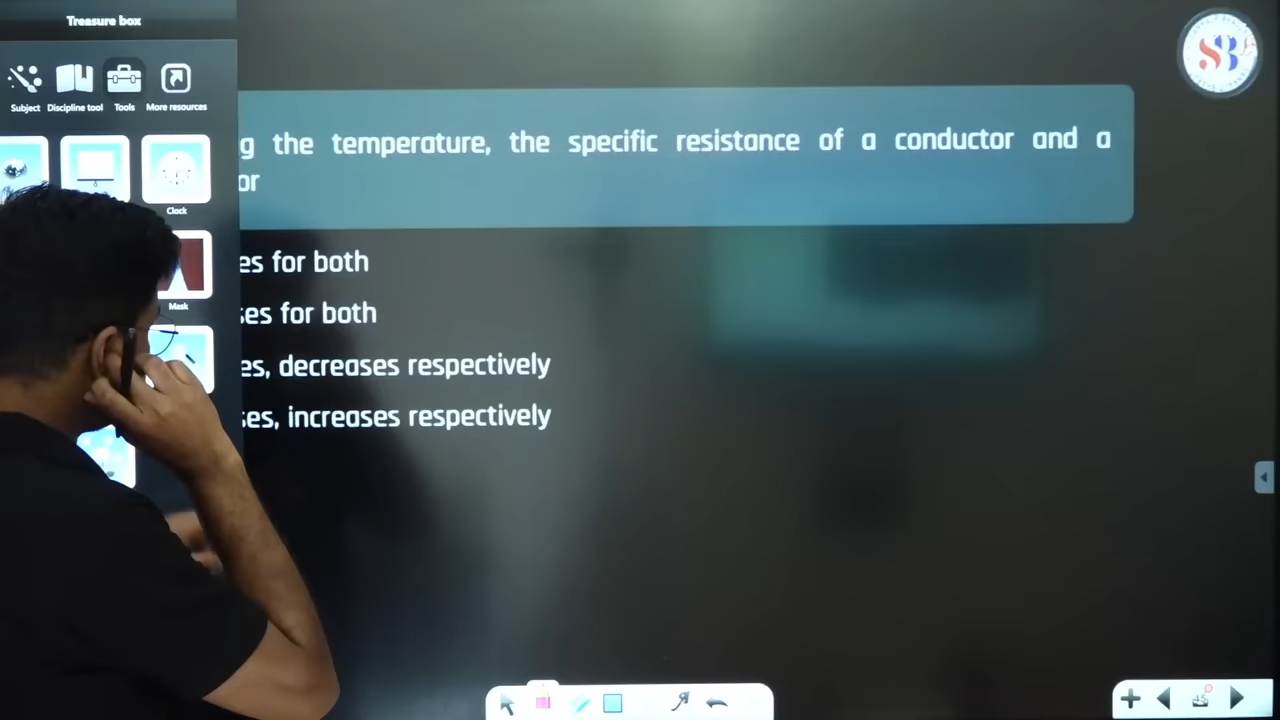 Treasure box
Subject Discipline tool Tools More resources
g the temperature, the specific resistance of a conductor and a
or
Clock
es for both
Mask
ses for both
es, decreases respectively
ses, increases respectively
SB